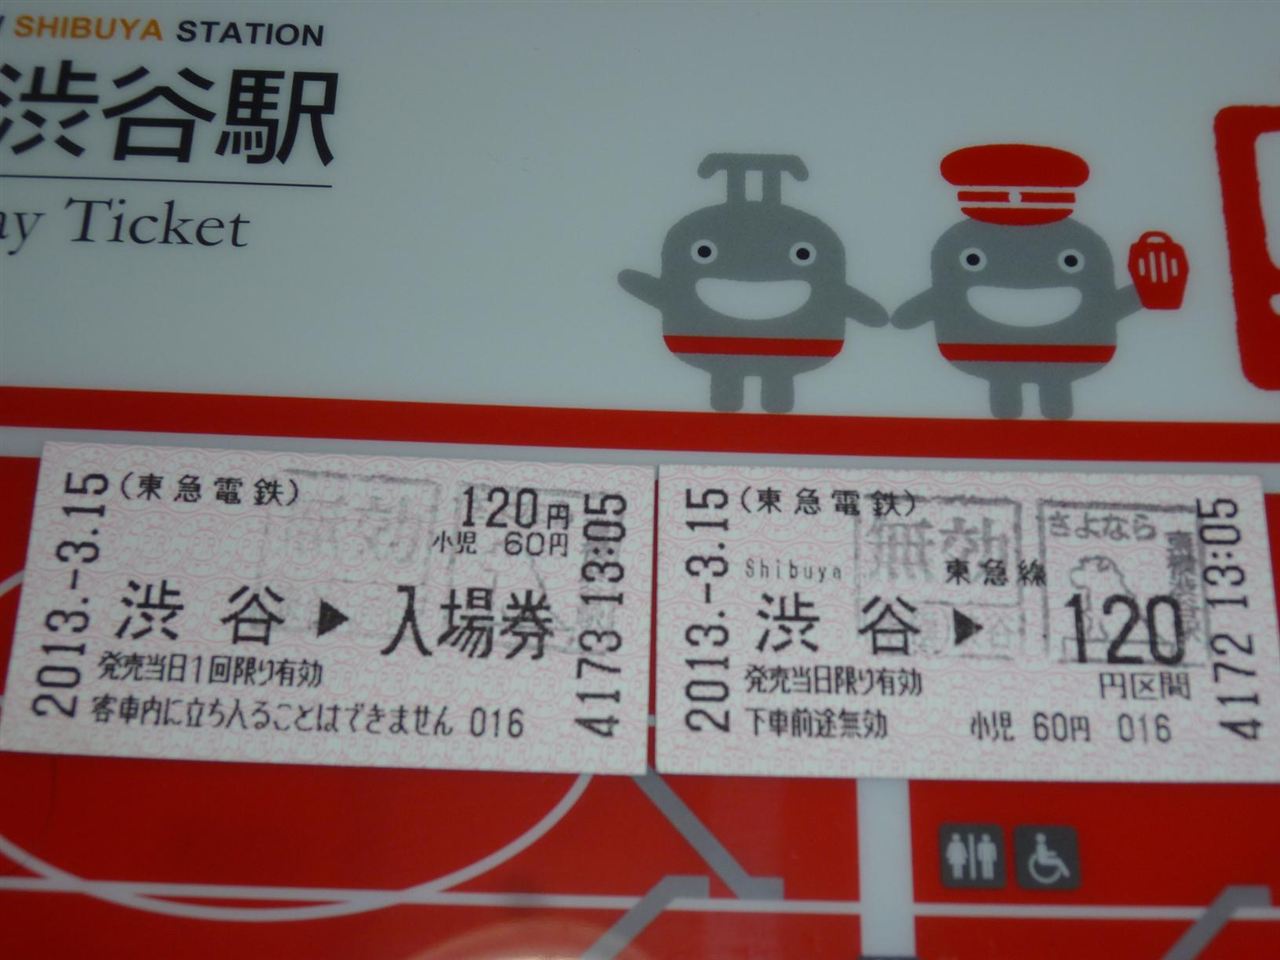 SHIBUYA STATION
渋谷駅
ay Ticket
2013.-3.15
(東急電鉄)
120円
小児 60円
渋谷▶入場券
発売当日1回限り有効
客車内に立ち入ることはできません 016
4173 13:05
2013.-3.15
(東急電鉄)
無効
さよなら
Shibuya 東急線
渋谷▶120
円区間
発売当日限り有効
下車前途無効 小児 60円 016
4172 13:05